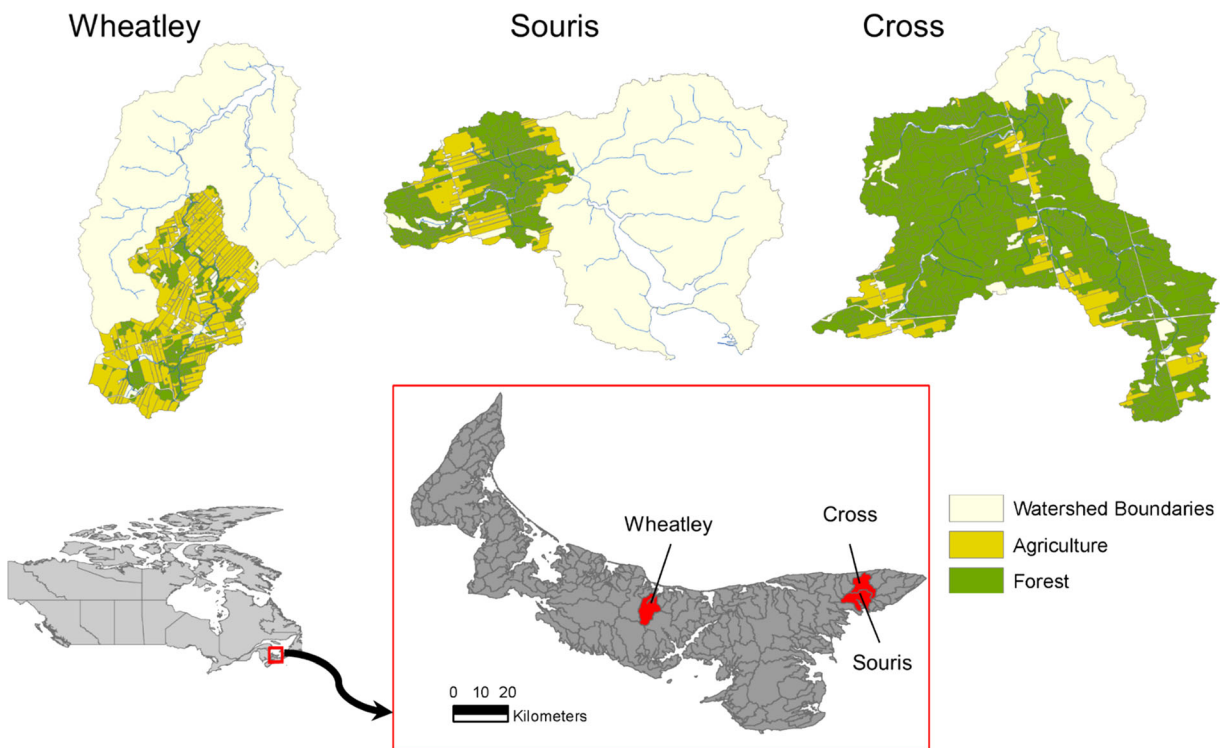 Wheatley
Souris
Cross
Wheatley
Cross
Souris
0 10 20
Kilometers
Watershed Boundaries
Agriculture
Forest